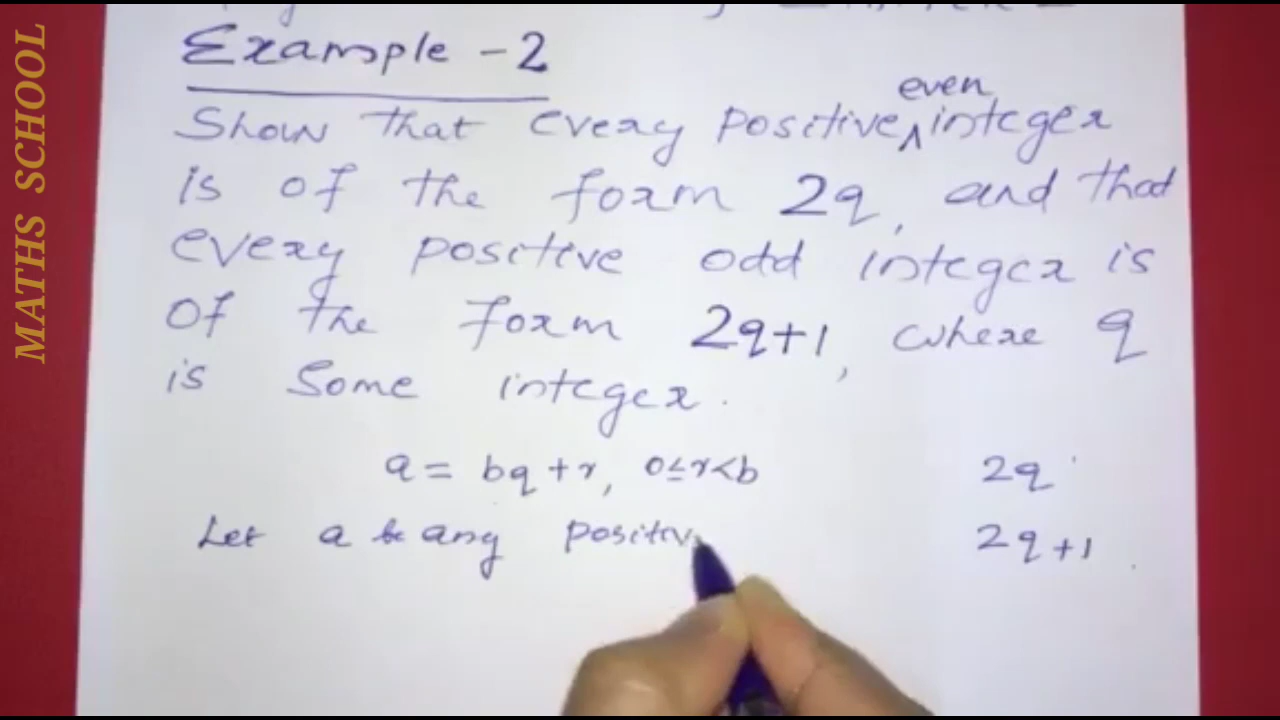 MATHS SCHOOL
Example - 2
Show that every positive even integer
is of the form 2q, and that
every positive odd integer is
of the form 2q+1, where q
is some integer.
a = bq + r, 0≤r<b 2q
Let a be any positiv 2q+1